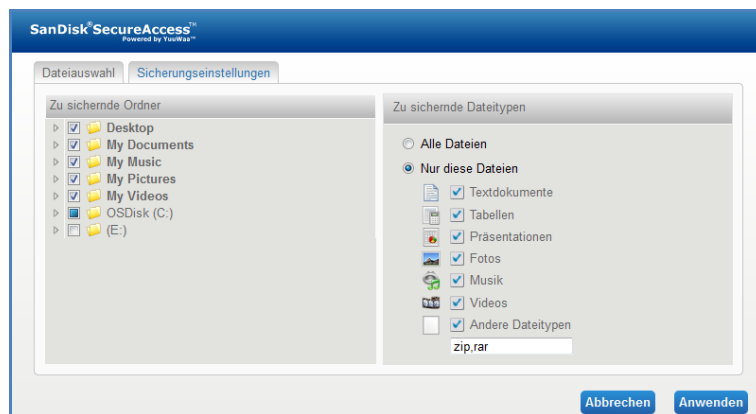 SanDisk®SecureAccess™
Powered by YuuWaa™
Dateiauswahl
Sicherungseinstellungen
Zu sichernde Ordner
Desktop
My Documents
My Music
My Pictures
My Videos
OSDisk (C:)
(E:)
Zu sichernde Dateitypen
Alle Dateien
Nur diese Dateien
Textdokumente
Tabellen
Präsentationen
Fotos
Musik
Videos
Andere Dateitypen
zip,rar
Abbrechen
Anwenden